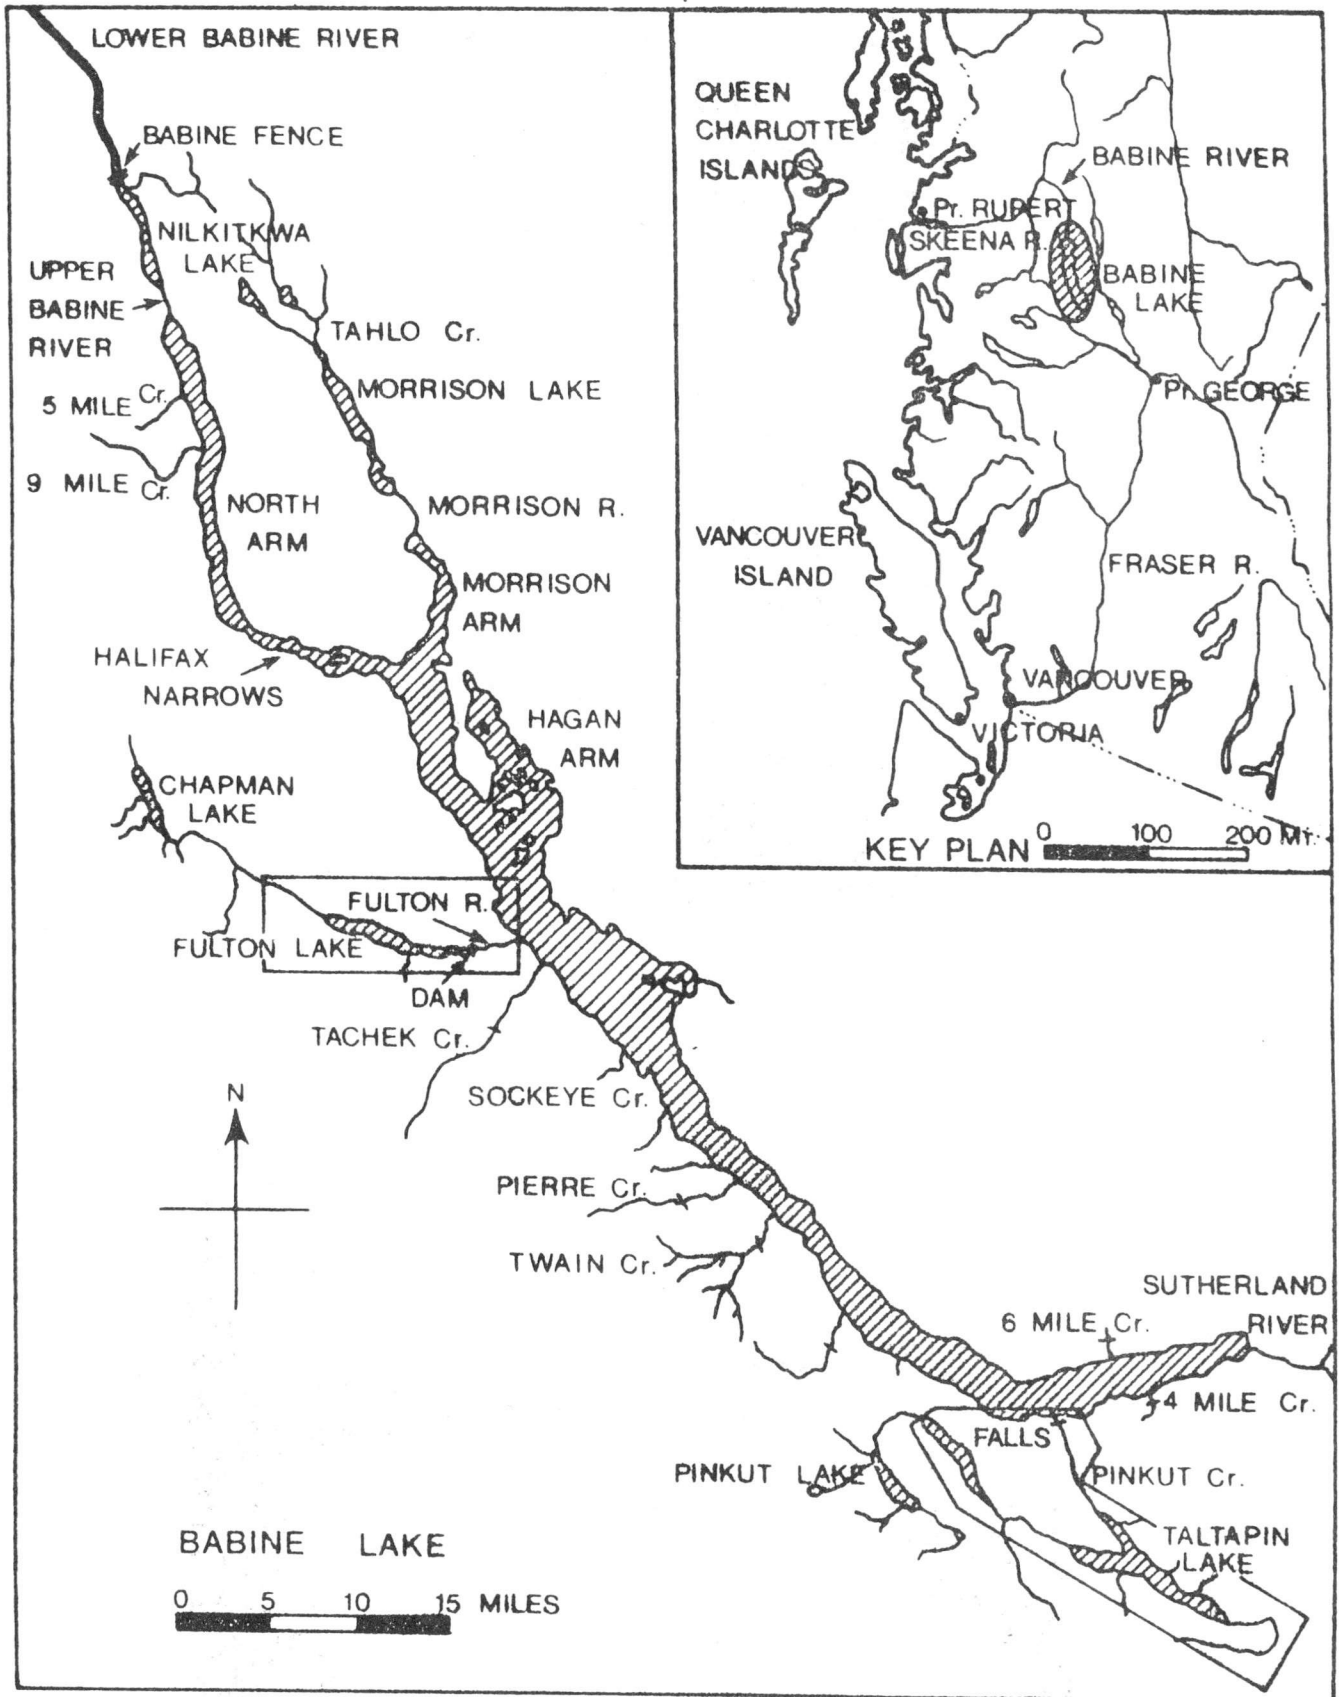 LOWER BABINE RIVER
BABINE FENCE
NILKITKWA
LAKE
UPPER
BABINE
RIVER
TAHLO Cr.
MORRISON LAKE
5 MILE Cr.
9 MILE Cr.
NORTH
ARM
MORRISON R.
MORRISON
ARM
HALIFAX
NARROWS
HAGAN
ARM
CHAPMAN
LAKE
FULTON R.
FULTON LAKE
DAM
TACHEK Cr.
SOCKEYE Cr.
N
PIERRE Cr.
TWAIN Cr.
SUTHERLAND
RIVER
6 MILE Cr.
4 MILE Cr.
FALLS
PINKUT LAKE
PINKUT Cr.
TALTAPIN
LAKE
BABINE LAKE
0 5 10 15 MILES
QUEEN
CHARLOTTE
ISLANDS
BABINE RIVER
Pr. RUPERT
SKEENA R.
BABINE
LAKE
Pr. GEORGE
VANCOUVER
ISLAND
FRASER R.
VANCOUVER
VICTORIA
KEY PLAN 0 100 200 MI.